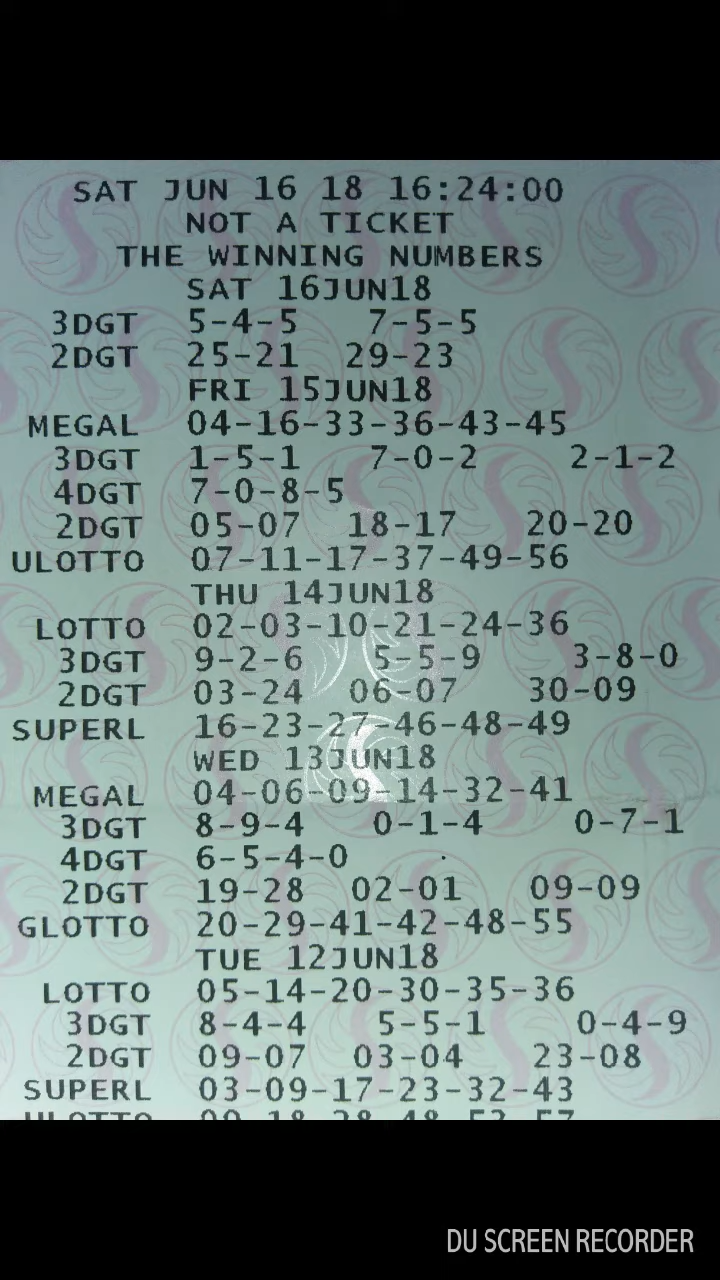 SAT JUN 16 18 16:24:00
NOT A TICKET
THE WINNING NUMBERS
SAT 16JUN18
3DGT 5-4-5 7-5-5
2DGT 25-21 29-23
FRI 15JUN18
MEGAL 04-16-33-36-43-45
3DGT 1-5-1 7-0-2 2-1-2
4DGT 7-0-8-5
2DGT 05-07 18-17 20-20
ULOTTO 07-11-17-37-49-56
THU 14JUN18
LOTTO 02-03-10-21-24-36
3DGT 9-2-6 5-5-9 3-8-0
2DGT 03-24 06-07 30-09
SUPERL 16-23-27-46-48-49
WED 13JUN18
MEGAL 04-06-09-14-32-41
3DGT 8-9-4 0-1-4 0-7-1
4DGT 6-5-4-0
2DGT 19-28 02-01 09-09
GLOTTO 20-29-41-42-48-55
TUE 12JUN18
LOTTO 05-14-20-30-35-36
3DGT 8-4-4 5-5-1 0-4-9
2DGT 09-07 03-04 23-08
SUPERL 03-09-17-23-32-43
ULOTTO
DU SCREEN RECORDER